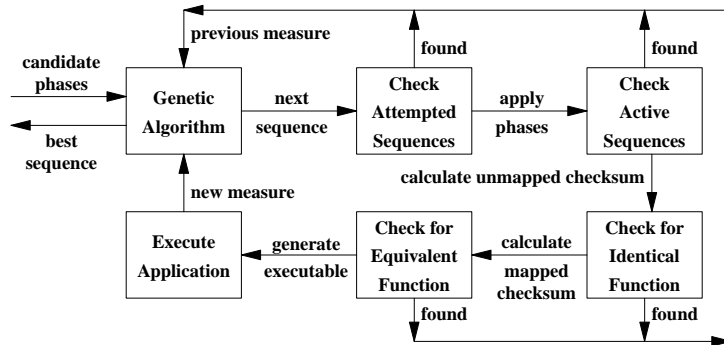 previous measure
found
found
candidate
phases
Genetic
Algorithm
next
sequence
Check
Attempted
Sequences
apply
phases
Check
Active
Sequences
best
sequence
calculate unmapped checksum
new measure
Execute
Application
generate
executable
Check for
Equivalent
Function
calculate
mapped
checksum
Check for
Identical
Function
found
found